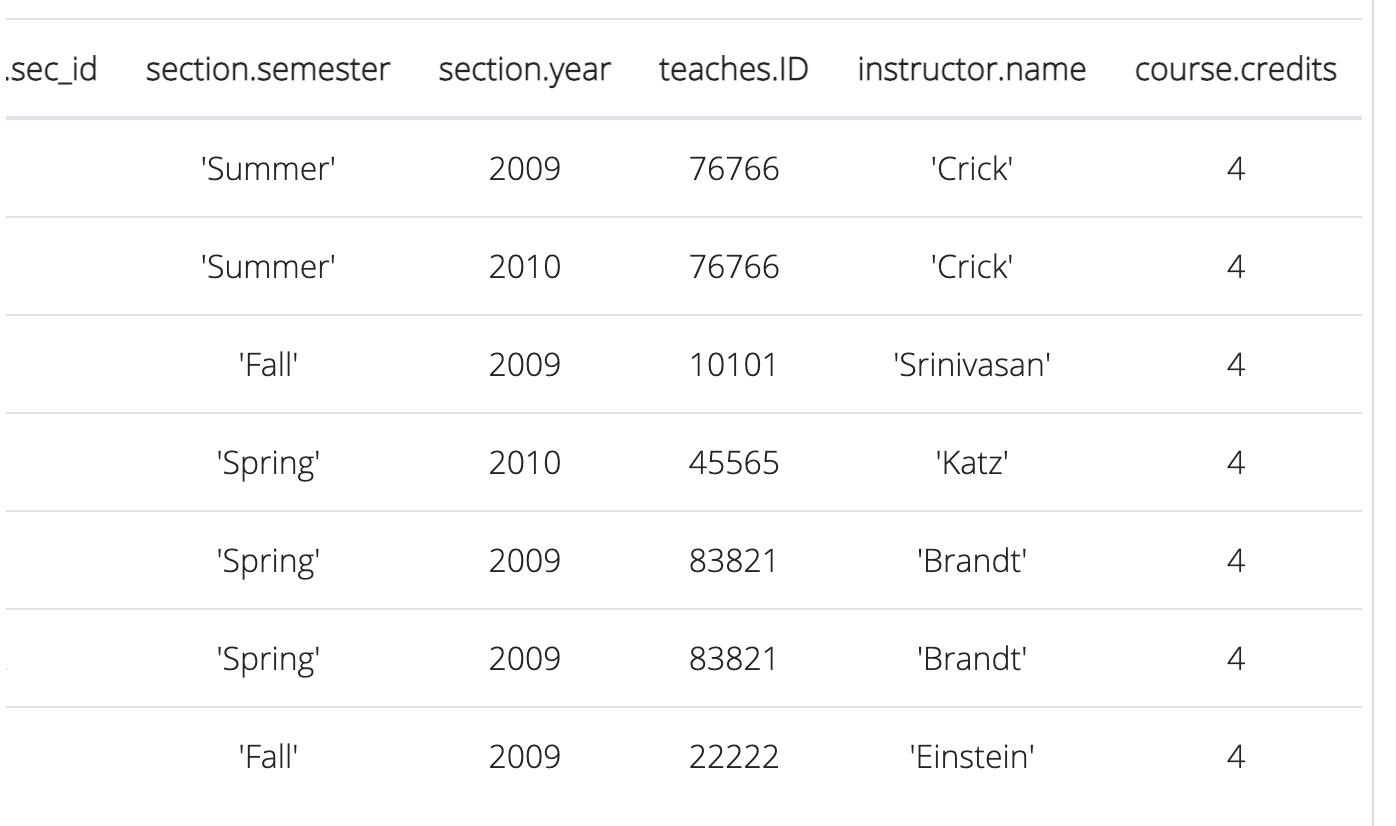 .sec_id section.semester section.year teaches.ID instructor.name course.credits
'Summer' 2009 76766 'Crick' 4
'Summer' 2010 76766 'Crick' 4
'Fall' 2009 10101 'Srinivasan' 4
'Spring' 2010 45565 'Katz' 4
'Spring' 2009 83821 'Brandt' 4
'Spring' 2009 83821 'Brandt' 4
'Fall' 2009 22222 'Einstein' 4